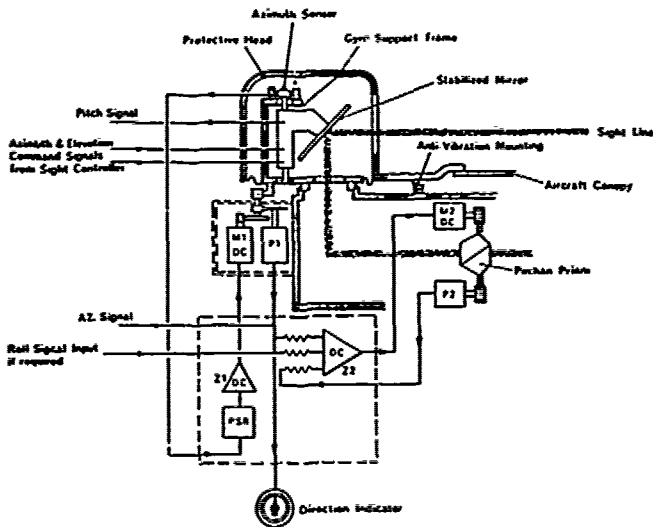 Azimuth Sensor
Protective Head
Gyro Support Frame
Stabilized Mirror
Pitch Signal
Sight Line
Azimuth & Elevation
Command Signals
from Sight Controller
Anti-Vibration Mounting
Aircraft Canopy
M2
DC
M1
DC
P1
Pechan Prism
P2
AZ. Signal
Roll Signal Input
if required
DC
Z2
Z1
DC
PSR
Direction Indicator